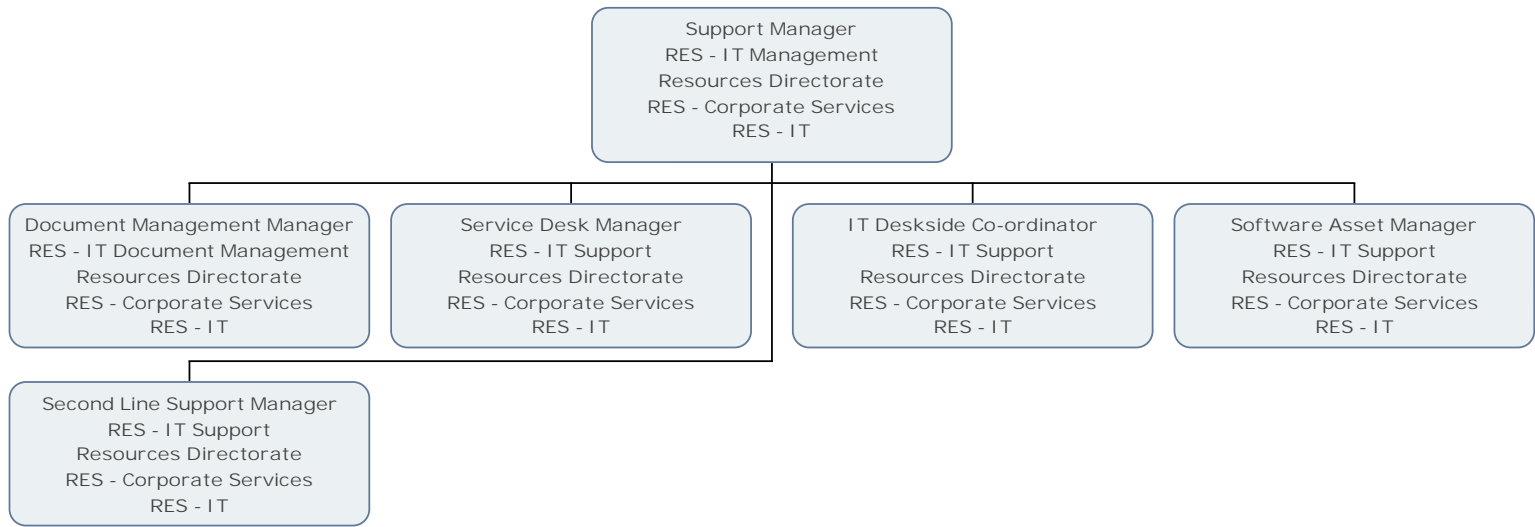 Support Manager
RES - IT Management
Resources Directorate
RES - Corporate Services
RES - IT
Document Management Manager
RES - IT Document Management
Resources Directorate
RES - Corporate Services
RES - IT
Service Desk Manager
RES - IT Support
Resources Directorate
RES - Corporate Services
RES - IT
IT Deskside Co-ordinator
RES - IT Support
Resources Directorate
RES - Corporate Services
RES - IT
Software Asset Manager
RES - IT Support
Resources Directorate
RES - Corporate Services
RES - IT
Second Line Support Manager
RES - IT Support
Resources Directorate
RES - Corporate Services
RES - IT